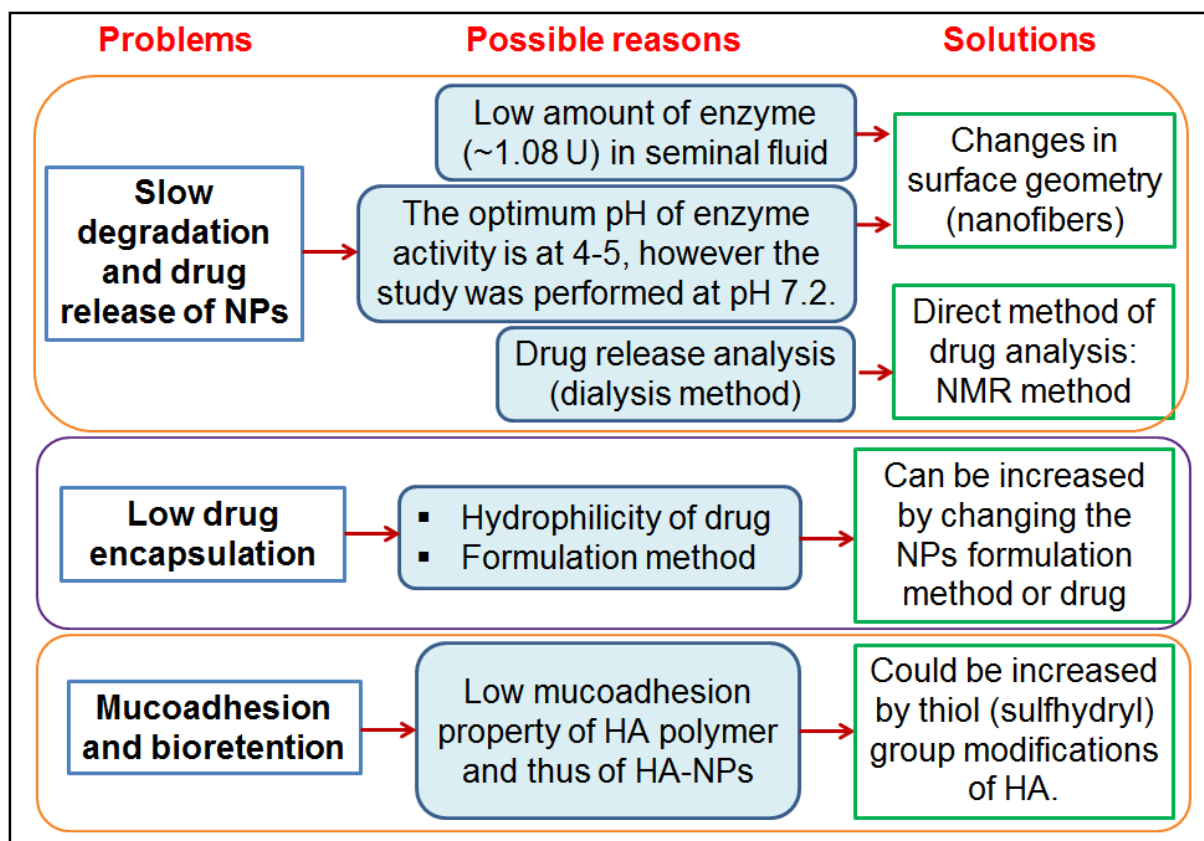 Problems
Possible reasons
Solutions
Slow
degradation
and drug
release of NPs
Low amount of enzyme
(~1.08 U) in seminal fluid
The optimum pH of enzyme
activity is at 4-5, however the
study was performed at pH 7.2.
Drug release analysis
(dialysis method)
Changes in
surface geometry
(nanofibers)
Direct method of
drug analysis:
NMR method
Low drug
encapsulation
▪ Hydrophilicity of drug
▪ Formulation method
Can be increased
by changing the
NPs formulation
method or drug
Mucoadhesion
and bioretention
Low mucoadhesion
property of HA polymer
and thus of HA-NPs
Could be increased
by thiol (sulfhydryl)
group modifications
of HA.